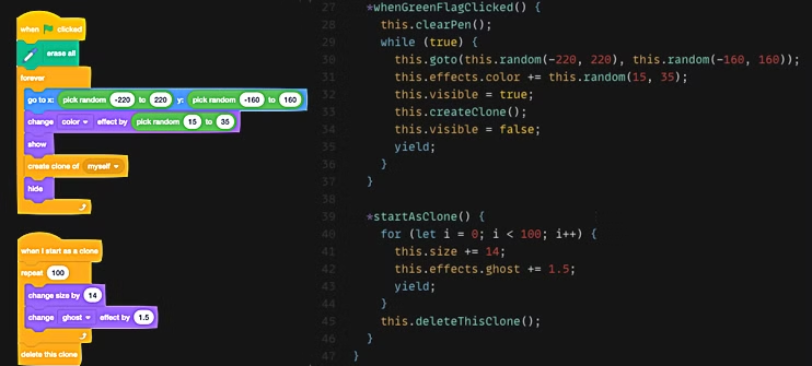 when clicked
erase all
forever
go to x: pick random -220 to 220 y: pick random -160 to 160
change color effect by pick random 15 to 35
show
create clone of myself
hide
when I start as a clone
repeat 100
change size by 14
change ghost effect by 1.5
delete this clone
27 *whenGreenFlagClicked() {
28 this.clearPen();
29 while (true) {
30 this.goto(this.random(-220, 220), this.random(-160, 160));
31 this.effects.color += this.random(15, 35);
32 this.visible = true;
33 this.createClone();
34 this.visible = false;
35 yield;
36 }
37 }
38
39 *startAsClone() {
40 for (let i = 0; i < 100; i++) {
41 this.size += 14;
42 this.effects.ghost += 1.5;
43 yield;
44 }
45 this.deleteThisClone();
46 }
47 }